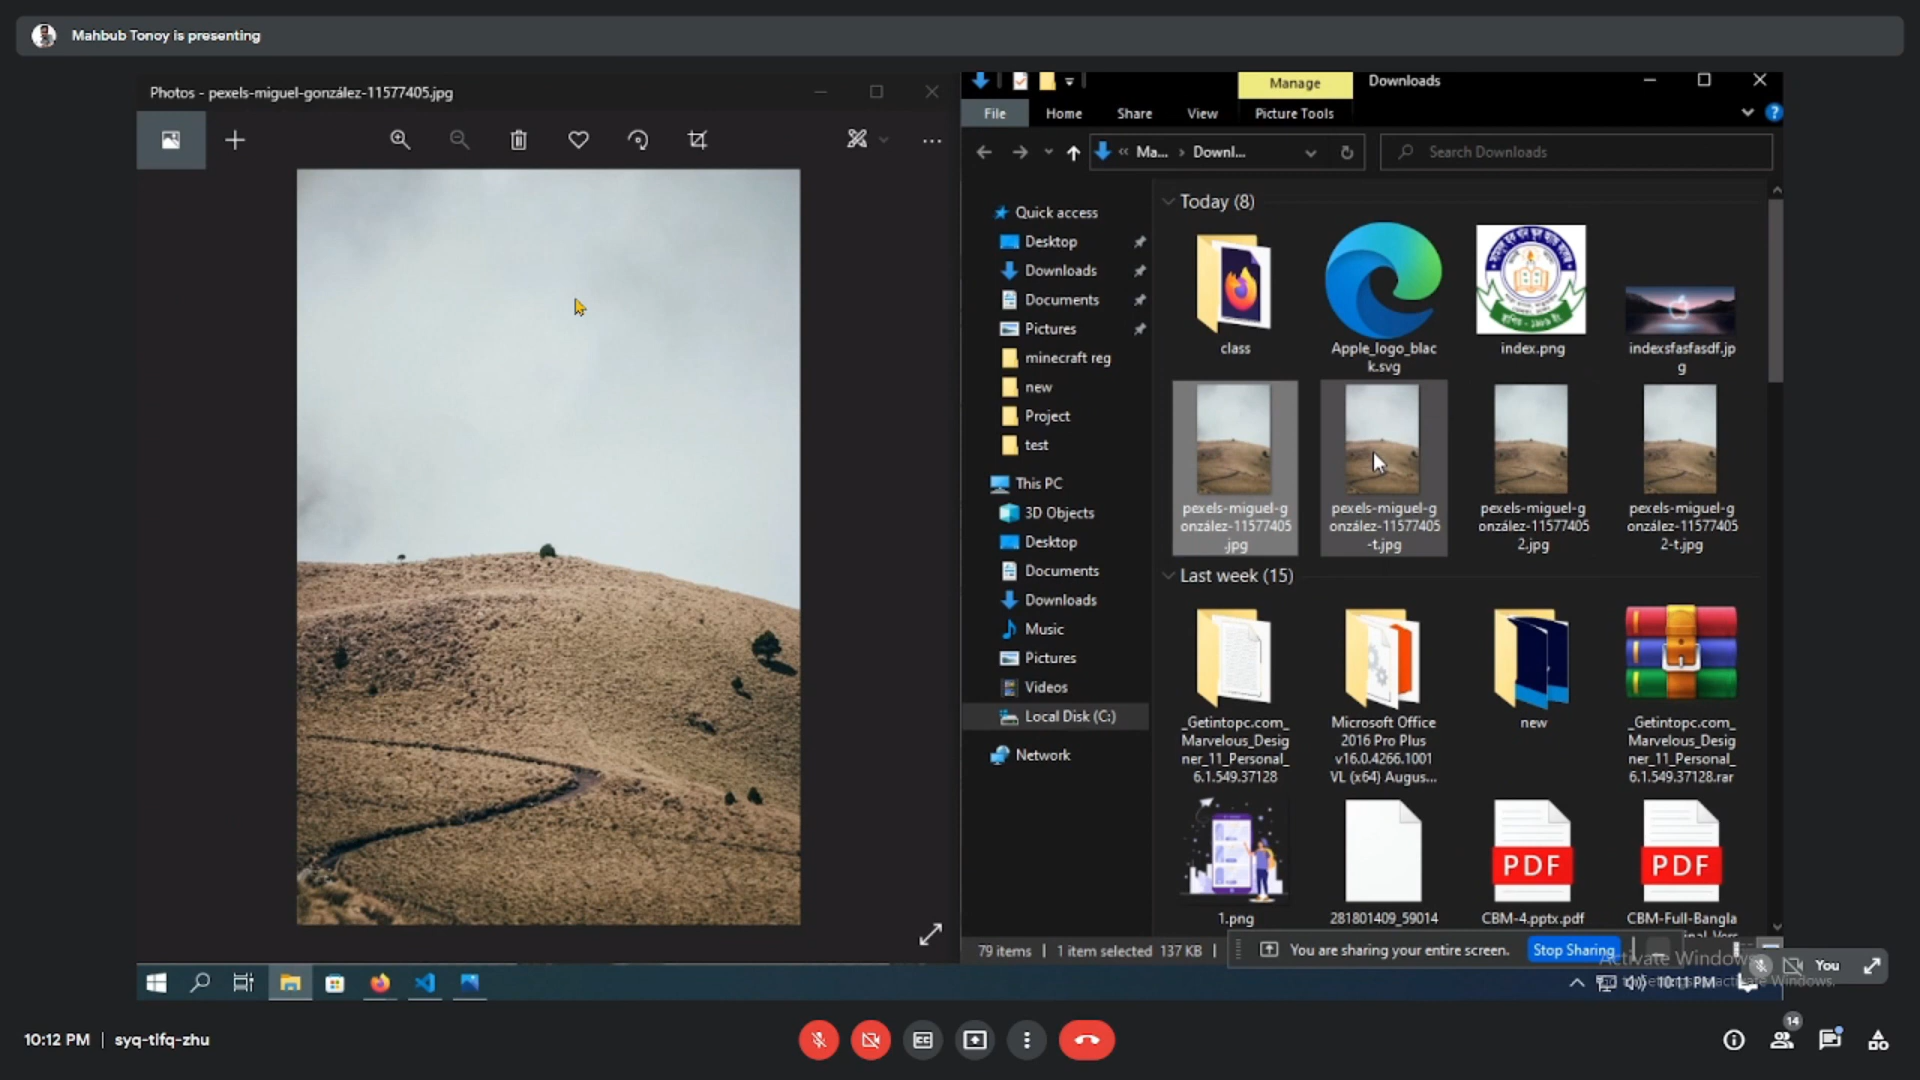 Mahbub Tonoy is presenting
Photos - pexels-miguel-gonzález-11577405.jpg
Manage
Downloads
File
Home
Share
View
Picture Tools
Ma...
Downl...
Search Downloads
Quick access
Desktop
Downloads
Documents
Pictures
minecraft reg
new
Project
test
This PC
3D Objects
Desktop
Documents
Downloads
Music
Pictures
Videos
Local Disk (C:)
Network
Today (8)
class
Apple_logo_blac
k.svg
index.png
indexsfasfasdf.jp
g
pexels-miguel-g
onzález-11577405
.jpg
pexels-miguel-g
onzález-11577405
-t.jpg
pexels-miguel-g
onzález-11577405
2.jpg
pexels-miguel-g
onzález-11577405
2-t.jpg
Last week (15)
_Getintopc.com_
Marvelous_Desig
ner_11_Personal_
6.1.549.37128
Microsoft Office
2016 Pro Plus
v16.0.4266.1001
VL (x64) Augus...
new
_Getintopc.com_
Marvelous_Desig
ner_11_Personal_
6.1.549.37128.rar
1.png
281801409_59014
PDF
CBM-4.pptx.pdf
PDF
CBM-Full-Bangla
79 items
1 item selected 137 KB
You are sharing your entire screen.
Stop Sharing
Activate Windows
You
10:11 PM
10:12 PM
syq-tifq-zhu
14